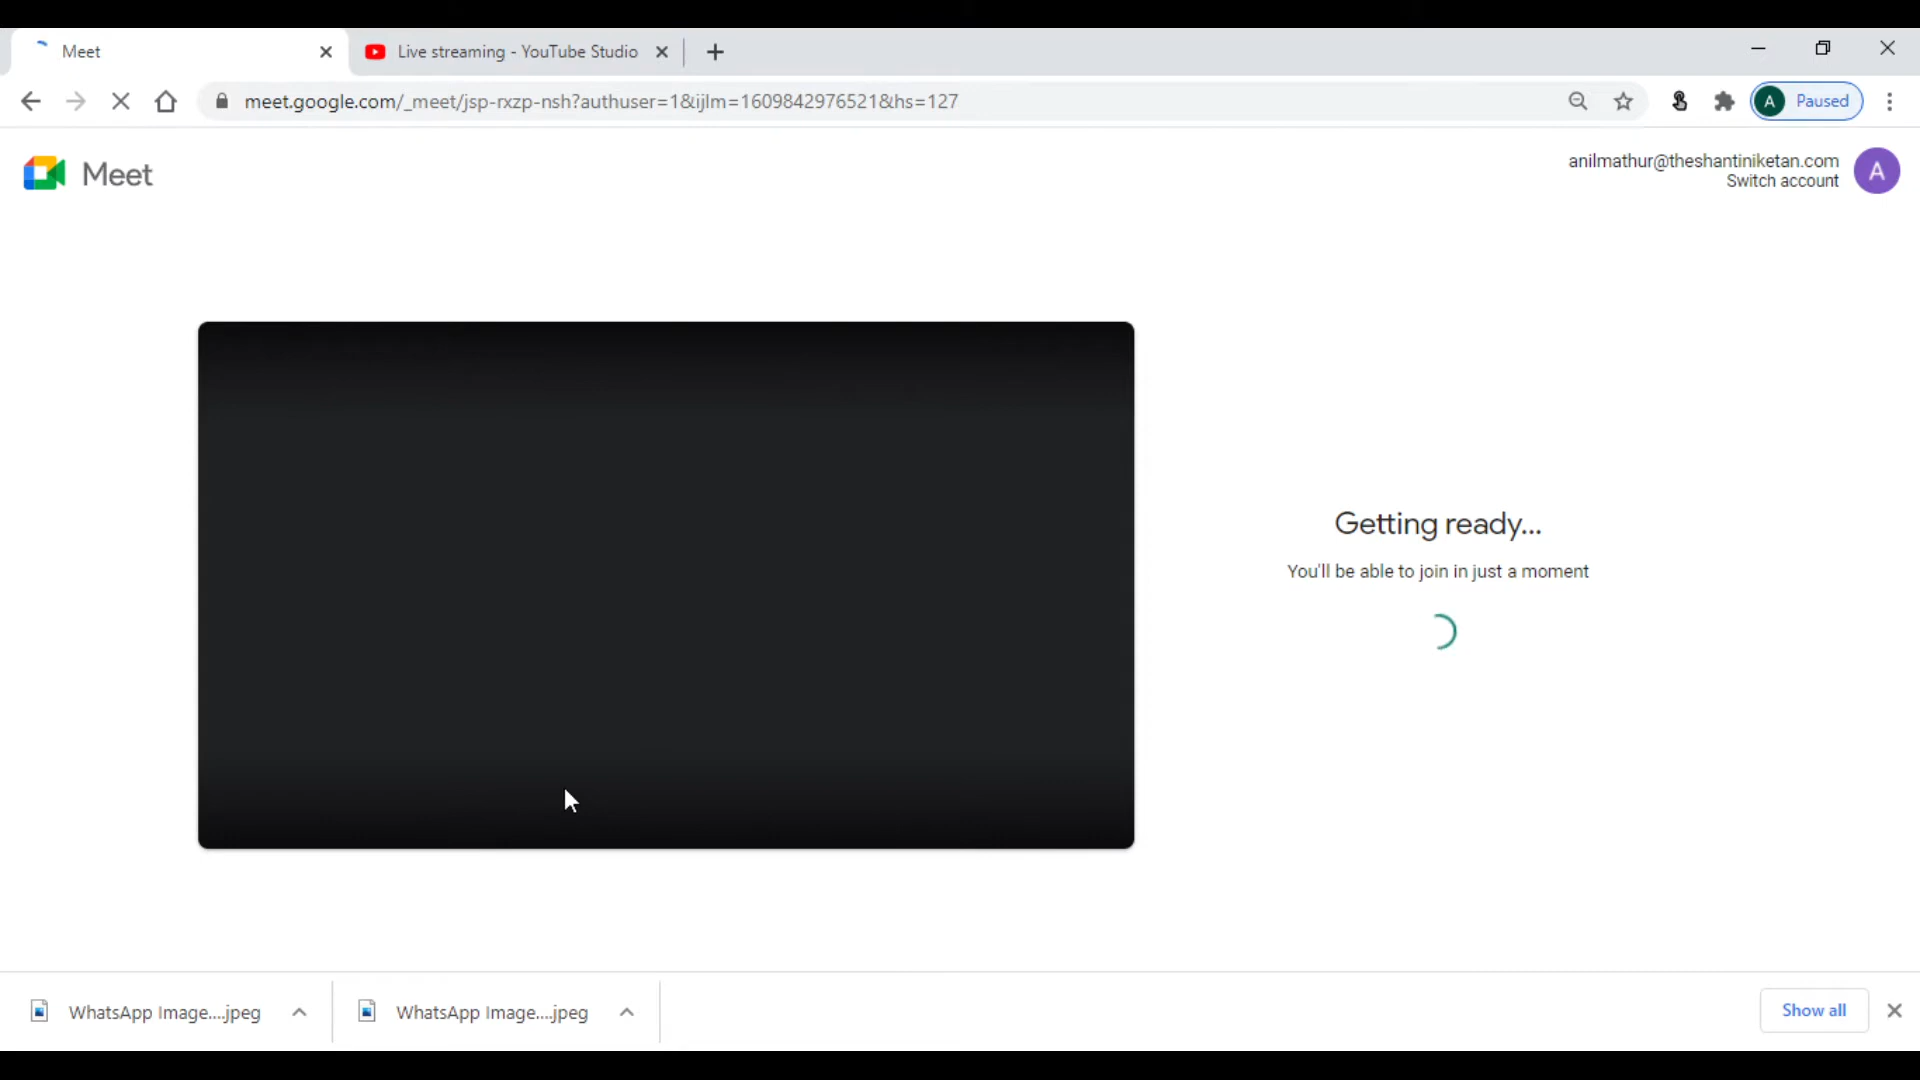 Meet
Live streaming - YouTube Studio
meet.google.com/_meet/jsp-rxzp-nsh?authuser=1&ijlm=1609842976521&hs=127
A
Paused
Meet
anilmathur@theshantiniketan.com
Switch account
A
Getting ready...
You'll be able to join in just a moment
WhatsApp Image....jpeg
WhatsApp Image....jpeg
Show all